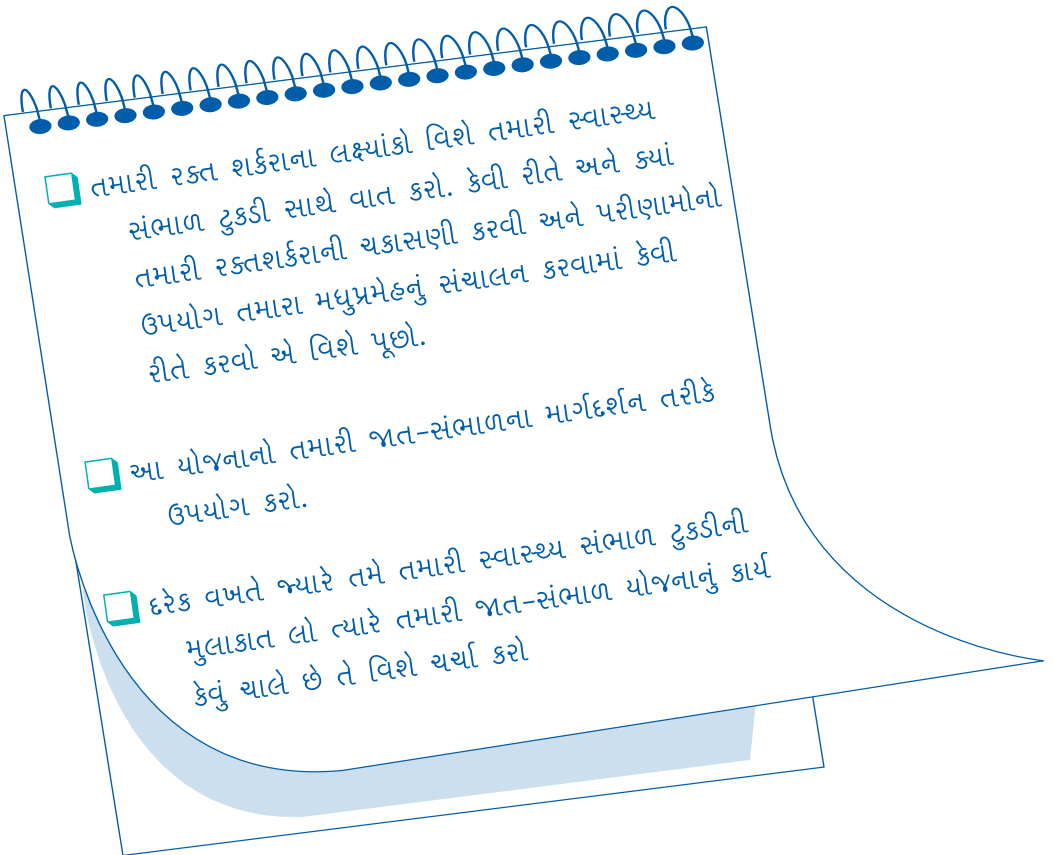 તમારી રક્ત શર્કરાના લક્ષ્યાંકો વિશે તમારી સ્વાસ્થ્ય
સંભાળ ટુકડી સાથે વાત કરો. કેવી રીતે અને ક્યાં
તમારી રક્તશર્કરાની ચકાસણી કરવી અને પરીણામોનો
ઉપયોગ તમારા મધુપ્રમેહનું સંચાલન કરવામાં કેવી
રીતે કરવો એ વિશે પૂછો.
આ યોજનાનો તમારી જાત-સંભાળના માર્ગદર્શન તરીકે
ઉપયોગ કરો.
દરેક વખતે જ્યારે તમે તમારી સ્વાસ્થ્ય સંભાળ ટુકડીની
મુલાકાત લો ત્યારે તમારી જાત-સંભાળ યોજનાનું કાર્ય
કેવું ચાલે છે તે વિશે ચર્ચા કરો